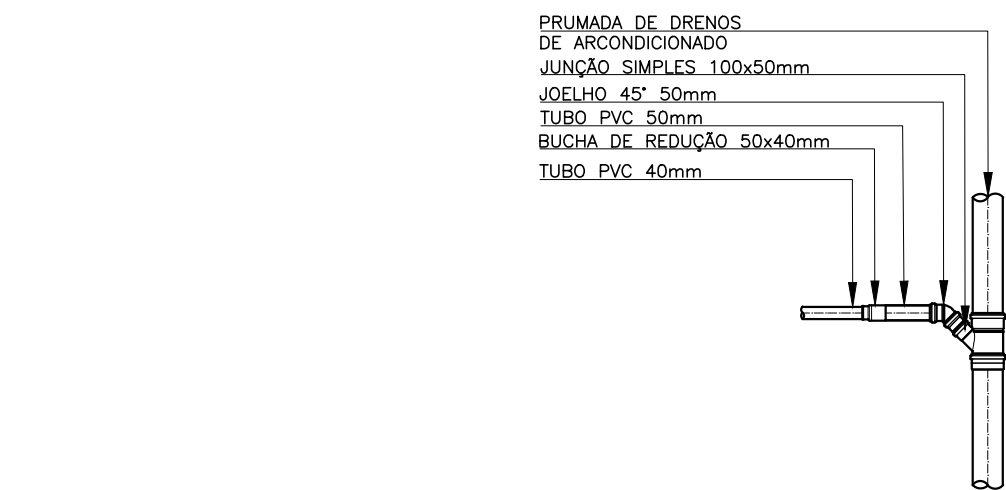 PRUMADA DE DRENOS
DE ARCONDICIONADO
JUNÇÃO SIMPLES 100x50mm
JOELHO 45° 50mm
TUBO PVC 50mm
BUCHA DE REDUÇÃO 50x40mm
TUBO PVC 40mm